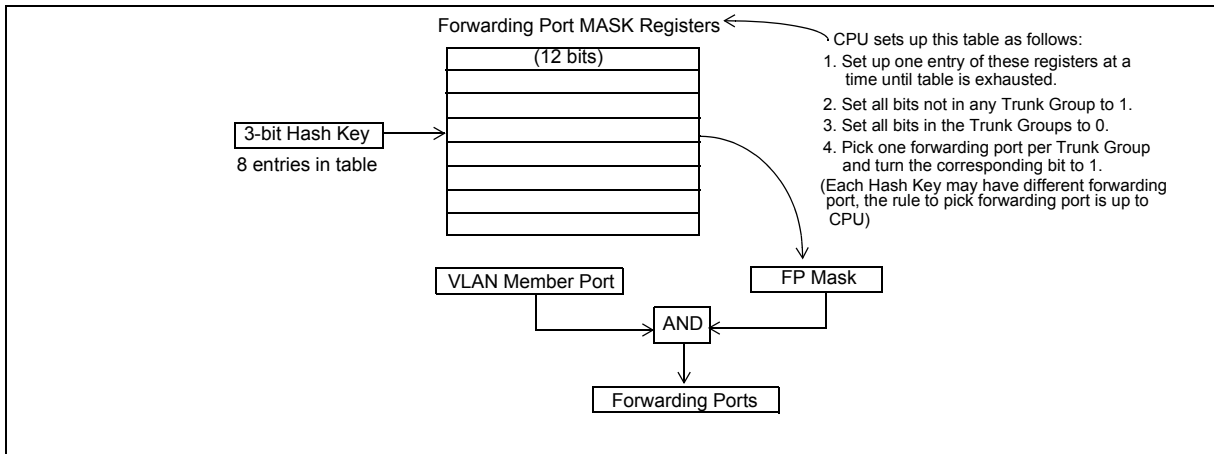 Forwarding Port MASK Registers
(12 bits)
CPU sets up this table as follows:
1. Set up one entry of these registers at a
time until table is exhausted.
2. Set all bits not in any Trunk Group to 1.
3. Set all bits in the Trunk Groups to 0.
4. Pick one forwarding port per Trunk Group
and turn the corresponding bit to 1.
(Each Hash Key may have different forwarding
port, the rule to pick forwarding port is up to
CPU)
3-bit Hash Key
8 entries in table
VLAN Member Port
FP Mask
AND
Forwarding Ports